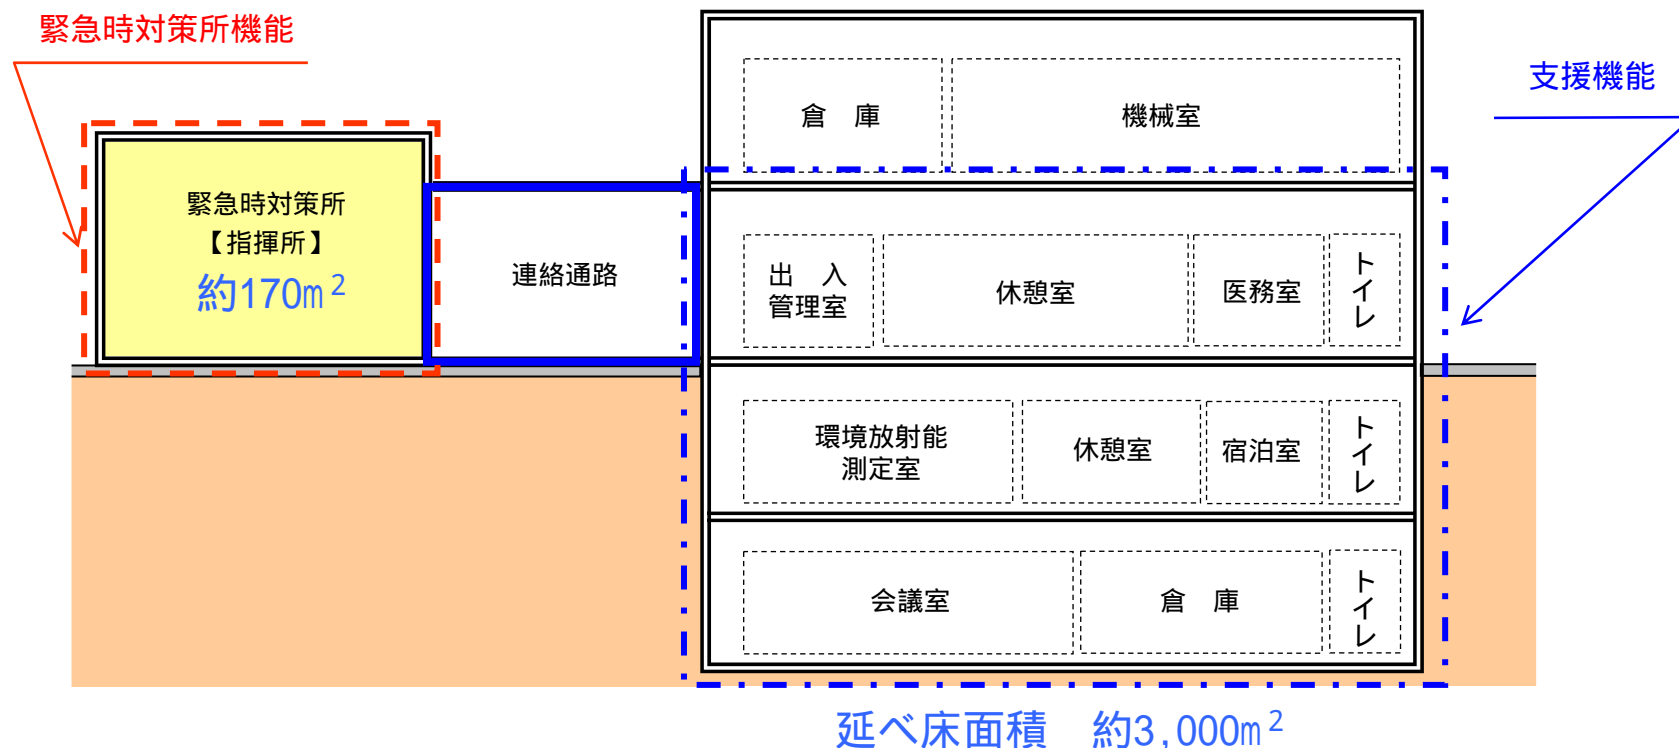 緊急時対策所機能
支援機能
倉　庫
機械室
緊急時対策所
【指揮所】
約170㎡
連絡通路
出　入
管理室
休憩室
医務室
トイレ
環境放射能
測定室
休憩室
宿泊室
トイレ
会議室
倉　庫
トイレ
延べ床面積　約3,000㎡